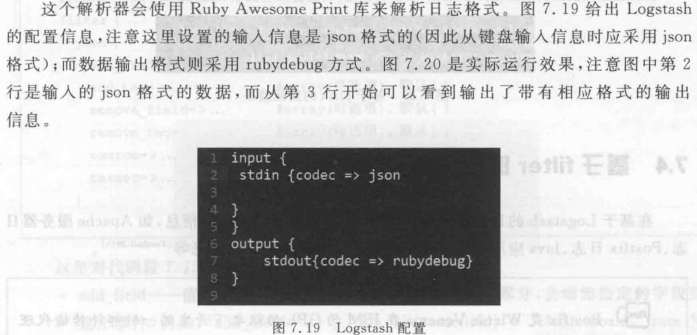 这个解析器会使用 Ruby Awesome Print 库来解析日志格式。图 7.19 给出 Logstash
的配置信息,注意这里设置的输入信息是 json 格式的(因此从键盘输入信息时应采用 json
格式);而数据输出格式则采用 rubydebug 方式。图 7.20 是实际运行效果,注意图中第 2
行是输入的 json 格式的数据,而从第 3 行开始可以看到输出了带有相应格式的输出
信息。
1 input {
2 stdin {codec => json
3
4 }
5 }
6 output {
7 stdout{codec => rubydebug}
8 }
9
图 7.19 Logstash 配置